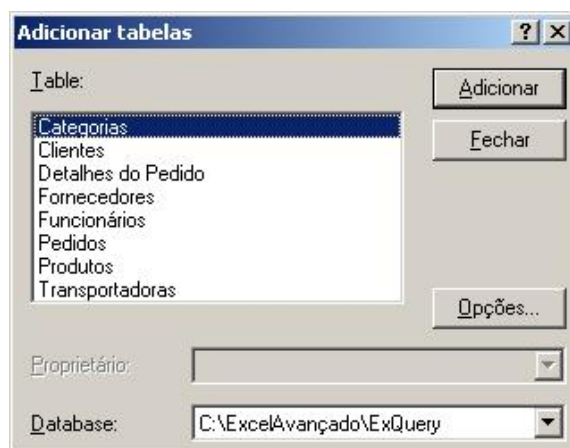 Adicionar tabelas
Table:
Adicionar
Categorias
Clientes
Fechar
Detalhes do Pedido
Fornecedores
Funcionários
Pedidos
Produtos
Transportadoras
Opções...
Proprietário:
Database:
C:\ExcelAvançado\ExQuery